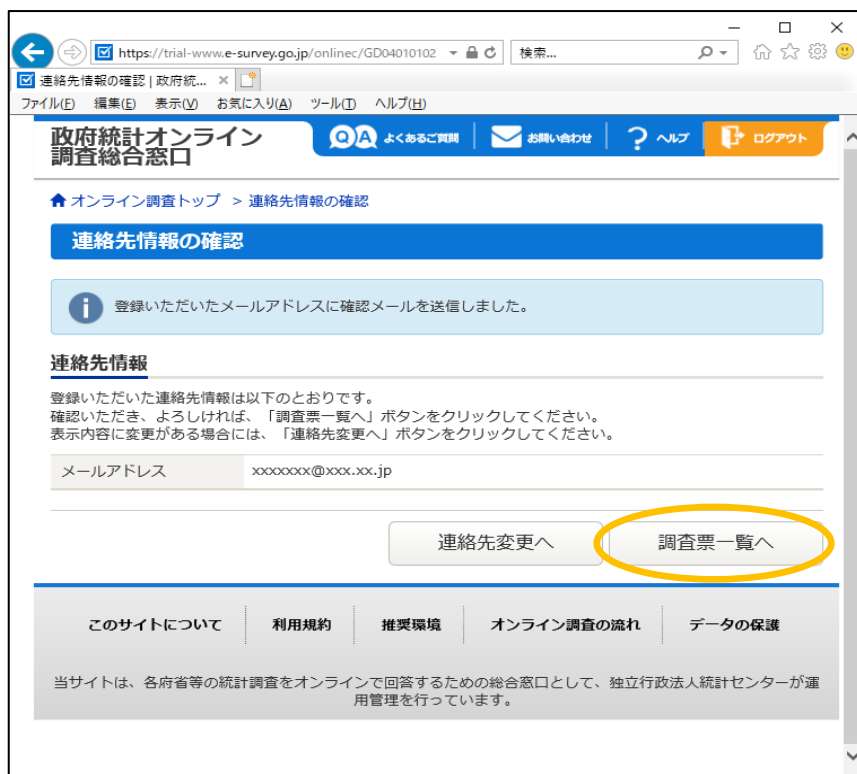 https://trial-www.e-survey.go.jp/onlinec/GD04010102 検索...
連絡先情報の確認 | 政府統...
ファイル(F) 編集(E) 表示(V) お気に入り(A) ツール(T) ヘルプ(H)
政府統計オンライン
調査総合窓口
QA よくあるご質問 お問い合わせ ? ヘルプ ログアウト
オンライン調査トップ > 連絡先情報の確認
連絡先情報の確認
i 登録いただいたメールアドレスに確認メールを送信しました。
連絡先情報
登録いただいた連絡先情報は以下のとおりです。
確認いただき、よろしければ、「調査票一覧へ」ボタンをクリックしてください。
表示内容に変更がある場合には、「連絡先変更へ」ボタンをクリックしてください。
メールアドレス xxxxxxx@xxx.xx.jp
連絡先変更へ 調査票一覧へ
このサイトについて 利用規約 推奨環境 オンライン調査の流れ データの保護
当サイトは、各府省等の統計調査をオンラインで回答するための総合窓口として、独立行政法人統計センターが運
用管理を行っています。